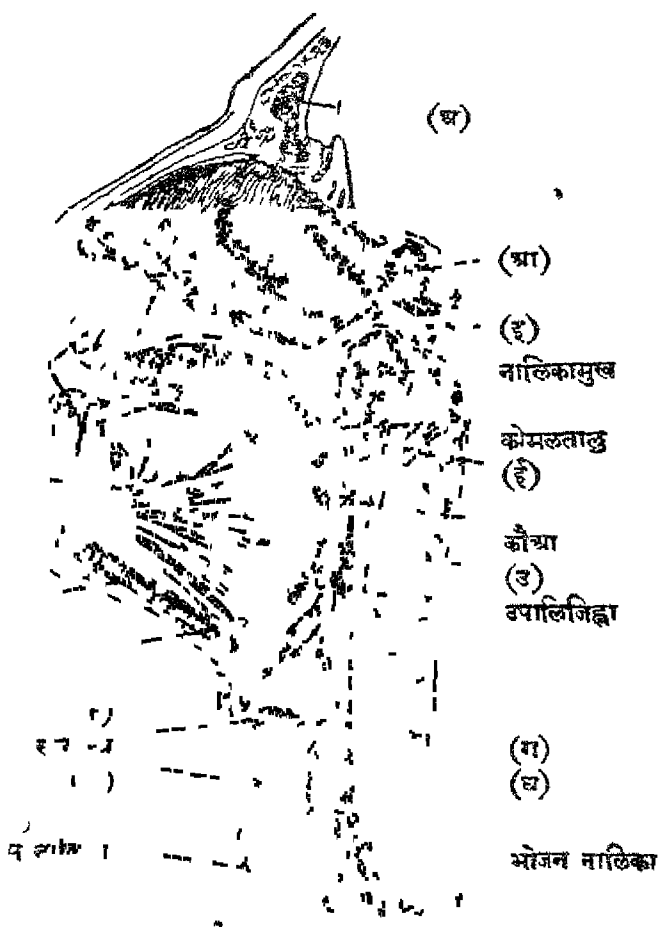 (घ्र)
(ग्रा)
(इ)
नालिकामुख
कोमलतालु
(ई)
कौग्रा
(उ)
उपालिजिह्वा
(ग)
(घ)
भोजन नालिका